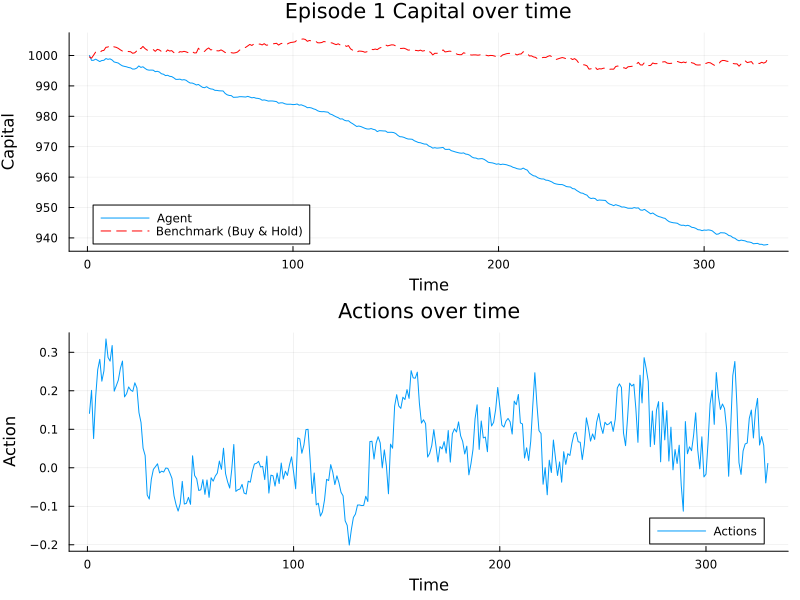 Episode 1 Capital over time
1000
990
980
970
960
950
940
Capital
Agent
Benchmark (Buy & Hold)
0 100 200 300
Time
Actions over time
0.3
0.2
0.1
0.0
−0.1
−0.2
Action
Actions
0 100 200 300
Time